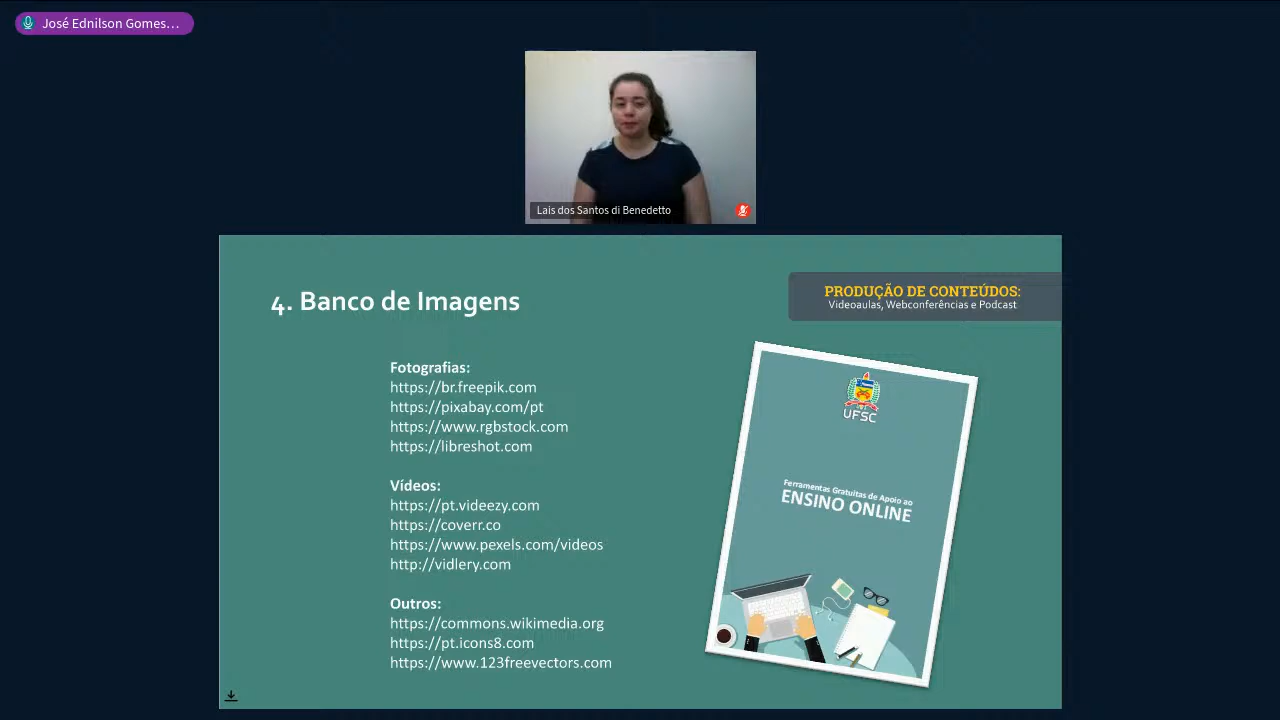 José Ednilson Gomes...
Lais dos Santos di Benedetto
4. Banco de Imagens
PRODUÇÃO DE CONTEÚDOS:
Videoaulas, Webconferências e Podcast
Fotografias:
https://br.freepik.com
https://pixabay.com/pt
https://www.rgbstock.com
https://libreshot.com
Vídeos:
https://pt.videezy.com
https://coverr.co
https://www.pexels.com/videos
http://vidlery.com
Outros:
https://commons.wikimedia.org
https://pt.icons8.com
https://www.123freevectors.com
UFSC
Ferramentas Gratuitas de Apoio ao
ENSINO ONLINE